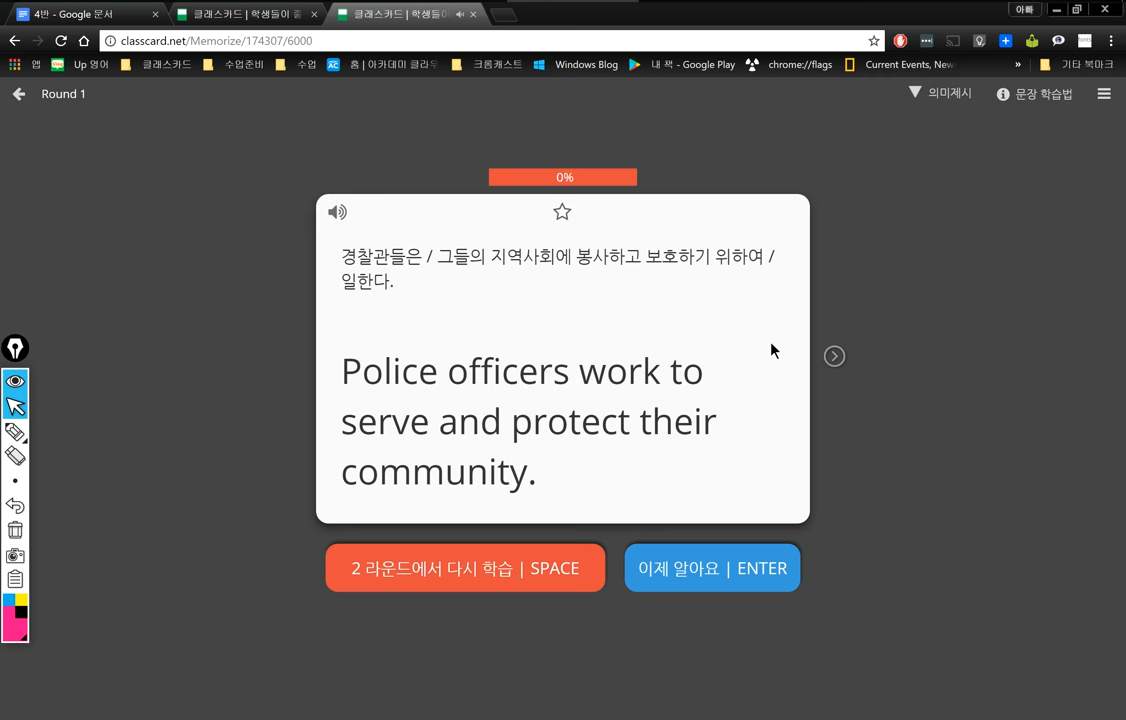 아빠
4반 - Google 문서
클래스카드 | 학생들이 좋
클래스카드 | 학생들이
classcard.net/Memorize/174307/6000
앱 Up 영어 클래스카드 수업준비 수업 홈 | 아카데미 클라우 크롬캐스트 Windows Blog 내 책 - Google Play chrome://flags Current Events, New » 기타 북마크
Round 1
▼ 의미제시
문장 학습법
0%
경찰관들은 / 그들의 지역사회에 봉사하고 보호하기 위하여 /
일한다.
Police officers work to
serve and protect their
community.
2 라운드에서 다시 학습 | SPACE
이제 알아요 | ENTER